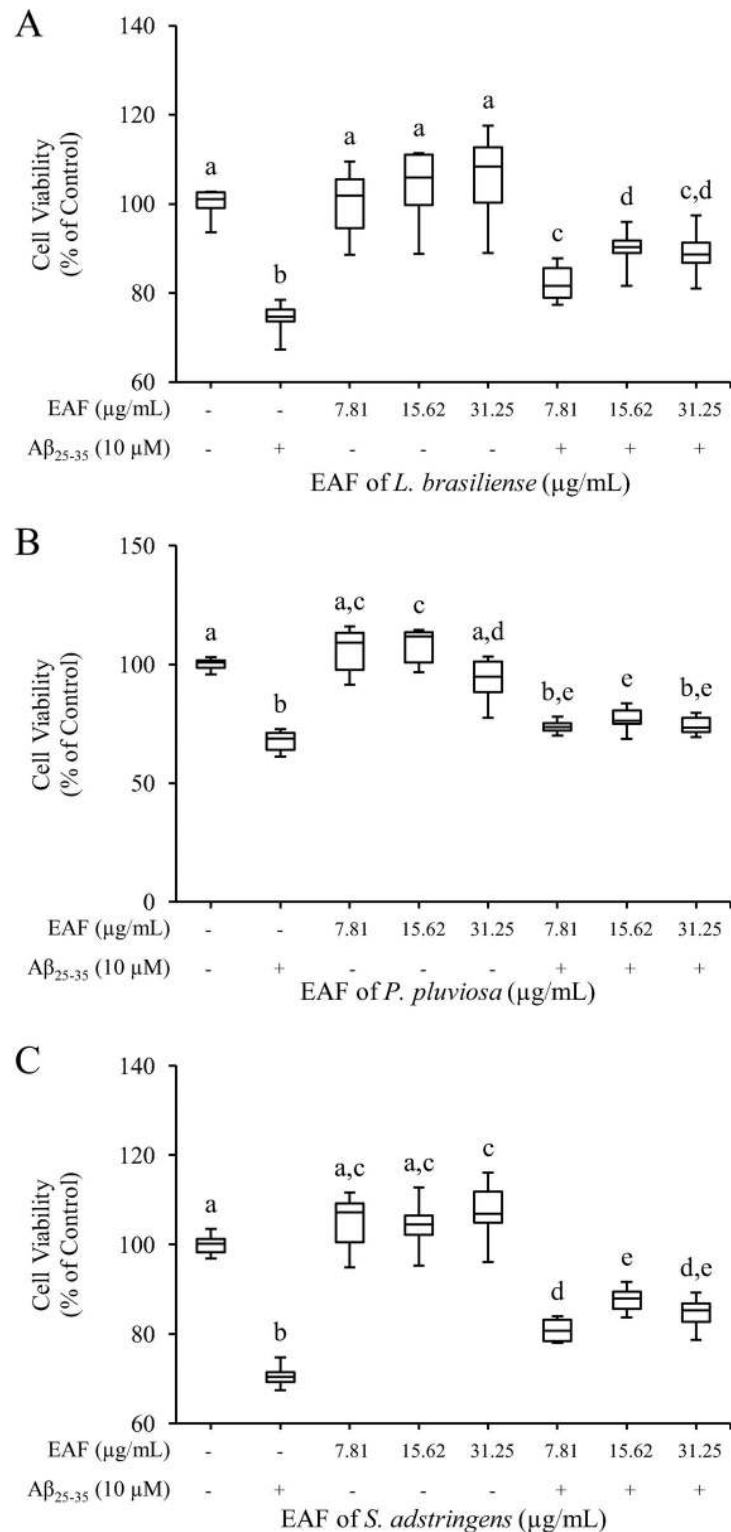 A
140
a
120
a
a
Cell Viability
(% of Control)
a
a
100
d
c,d
c
b
80
60
EAF (µg/mL) - - 7.81 15.62 31.25 7.81 15.62 31.25
Aβ25-35 (10 µM) - + - - - + + +
EAF of L. brasiliense (µg/mL)
B
150
a,c c a,d
a
100
Cell Viability
(% of Control)
b b,e e b,e
50
0
EAF (µg/mL) - - 7.81 15.62 31.25 7.81 15.62 31.25
Aβ25-35 (10 µM) - + - - - + + +
EAF of P. pluviosa (µg/mL)
C
140
120
c
a,c a,c
a
Cell Viability
(% of Control)
100
e
d,e
d
80
b
60
EAF (µg/mL) - - 7.81 15.62 31.25 7.81 15.62 31.25
Aβ25-35 (10 µM) - + - - - + + +
EAF of S. adstringens (µg/mL)